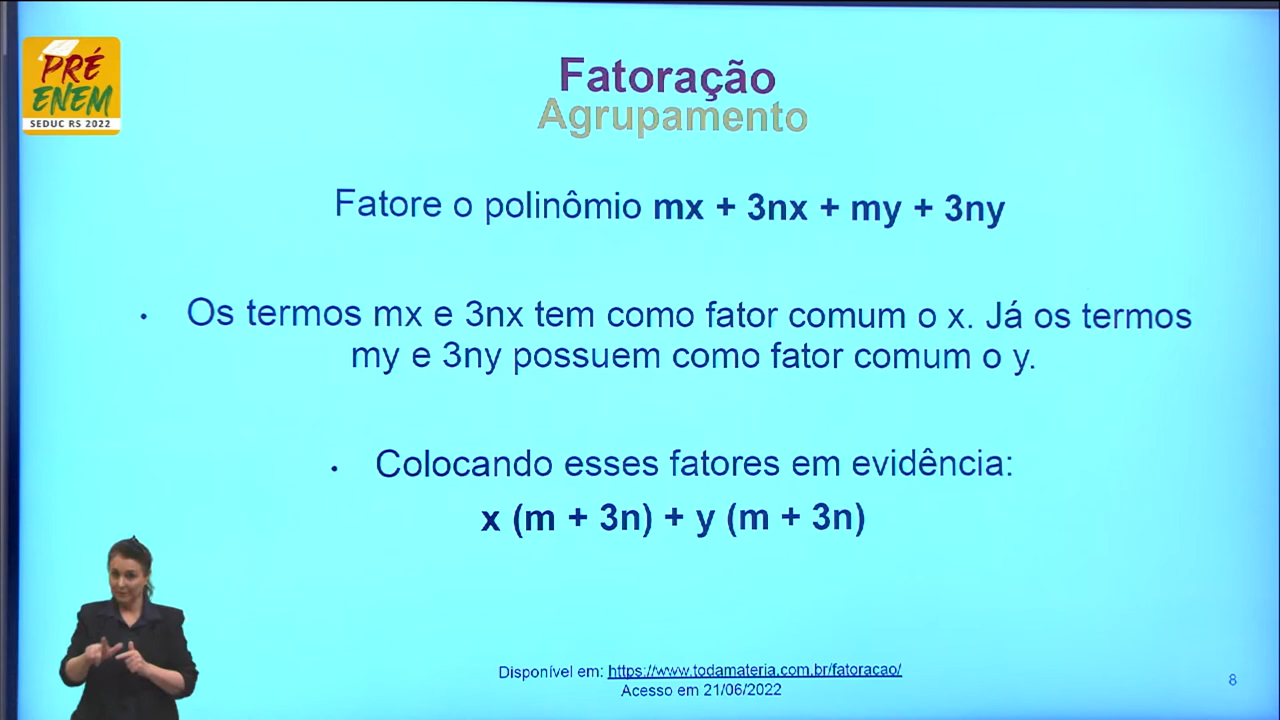 PRÉ
ENEM
SEDUC RS 2022
Fatoração
Agrupamento
Fatore o polinômio mx + 3nx + my + 3ny
• Os termos mx e 3nx tem como fator comum o x. Já os termos
my e 3ny possuem como fator comum o y.
• Colocando esses fatores em evidência:
x (m + 3n) + y (m + 3n)
Disponível em: https://www.todamateria.com.br/fatoracao/
Acesso em 21/06/2022
8